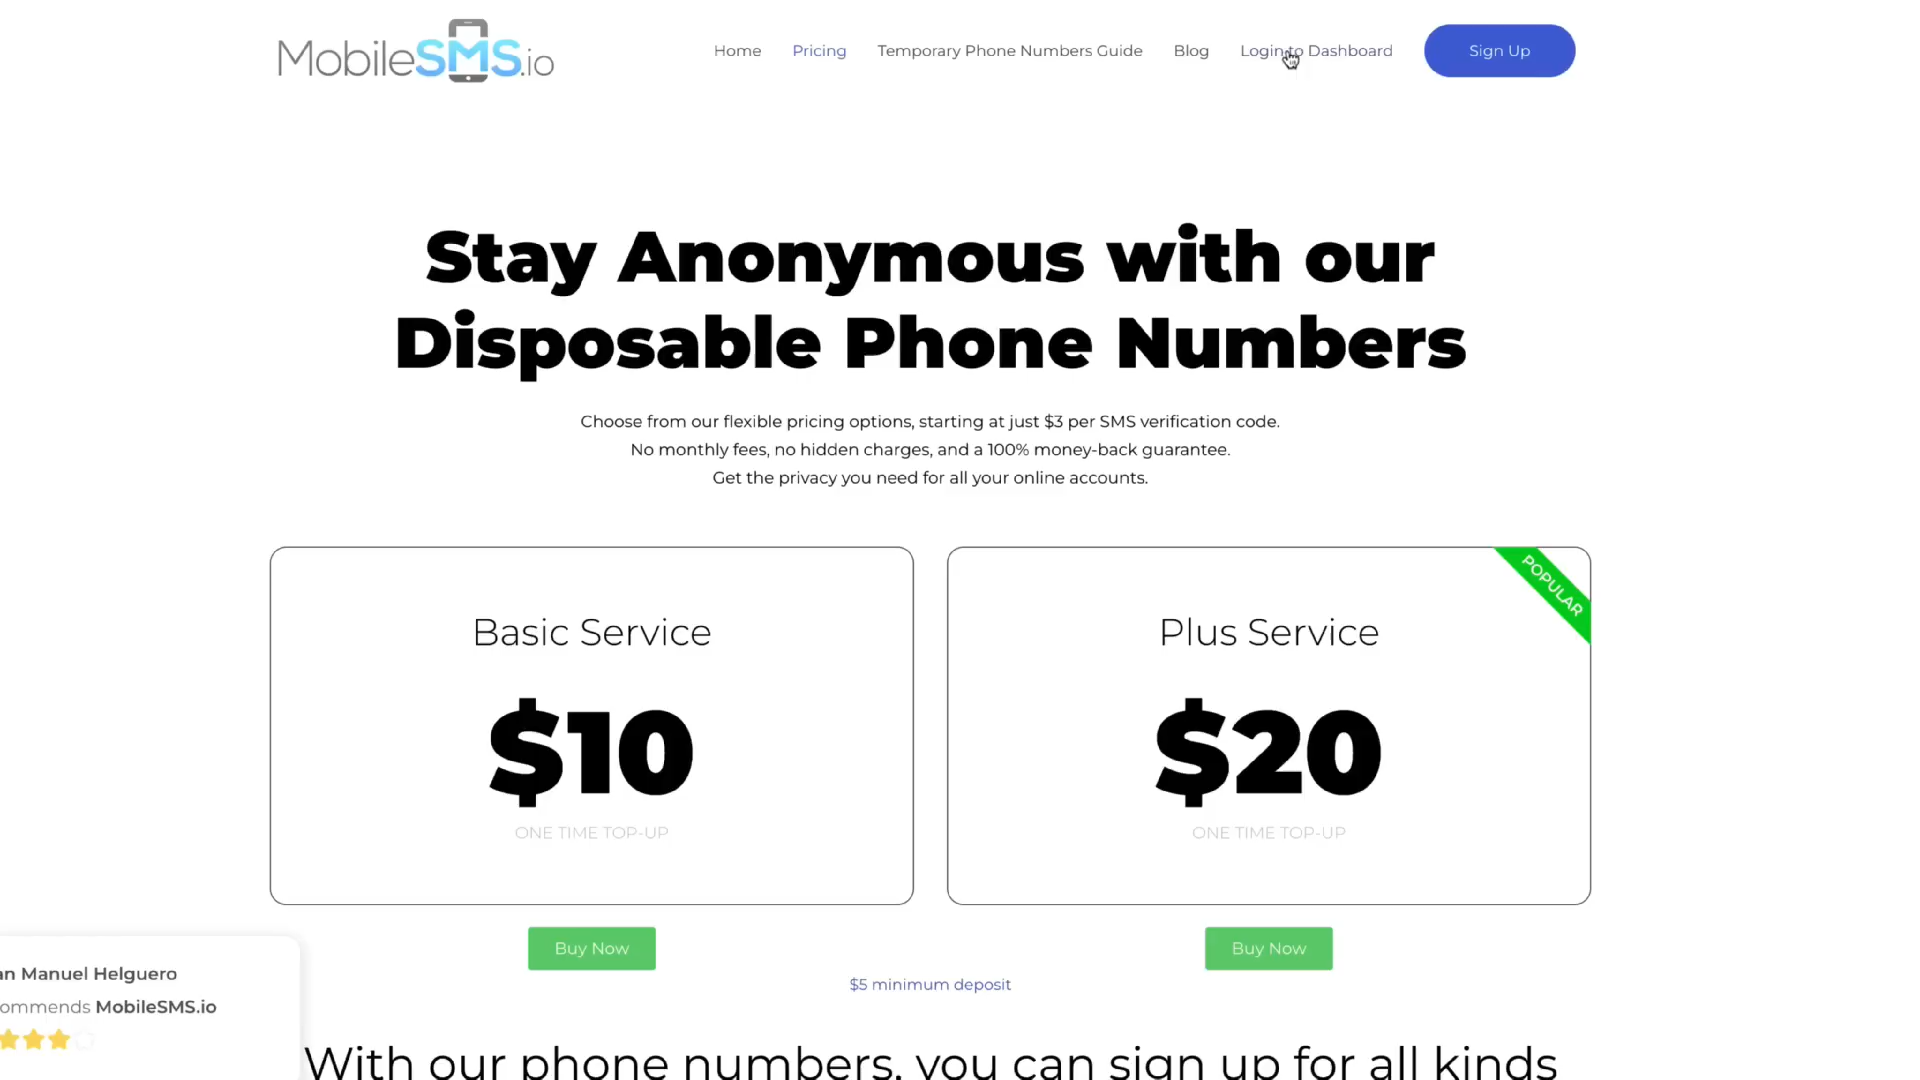 MobileSMS.io
Home
Pricing
Temporary Phone Numbers Guide
Blog
Login to Dashboard
Sign Up
Stay Anonymous with our
Disposable Phone Numbers
Choose from our flexible pricing options, starting at just $3 per SMS verification code.
No monthly fees, no hidden charges, and a 100% money-back guarantee.
Get the privacy you need for all your online accounts.
Basic Service
$10
ONE TIME TOP-UP
Buy Now
POPULAR
Plus Service
$20
ONE TIME TOP-UP
Buy Now
$5 minimum deposit
an Manuel Helguero
ommends MobileSMS.io
With our phone numbers, you can sign up for all kinds